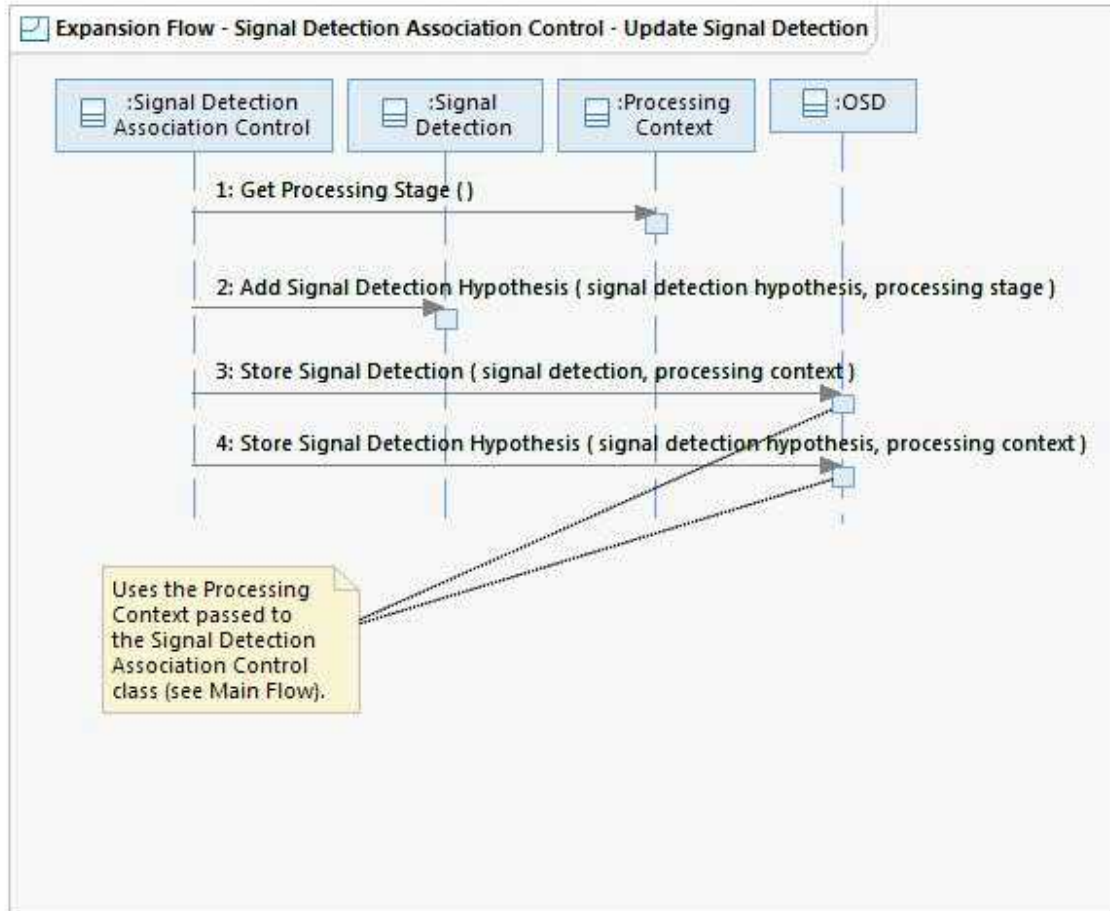 Expansion Flow - Signal Detection Association Control - Update Signal Detection
:Signal Detection
Association Control
:Signal
Detection
:Processing
Context
:OSD
1: Get Processing Stage ( )
2: Add Signal Detection Hypothesis ( signal detection hypothesis, processing stage )
3: Store Signal Detection ( signal detection, processing context )
4: Store Signal Detection Hypothesis ( signal detection hypothesis, processing context )
Uses the Processing
Context passed to
the Signal Detection
Association Control
class (see Main Flow).